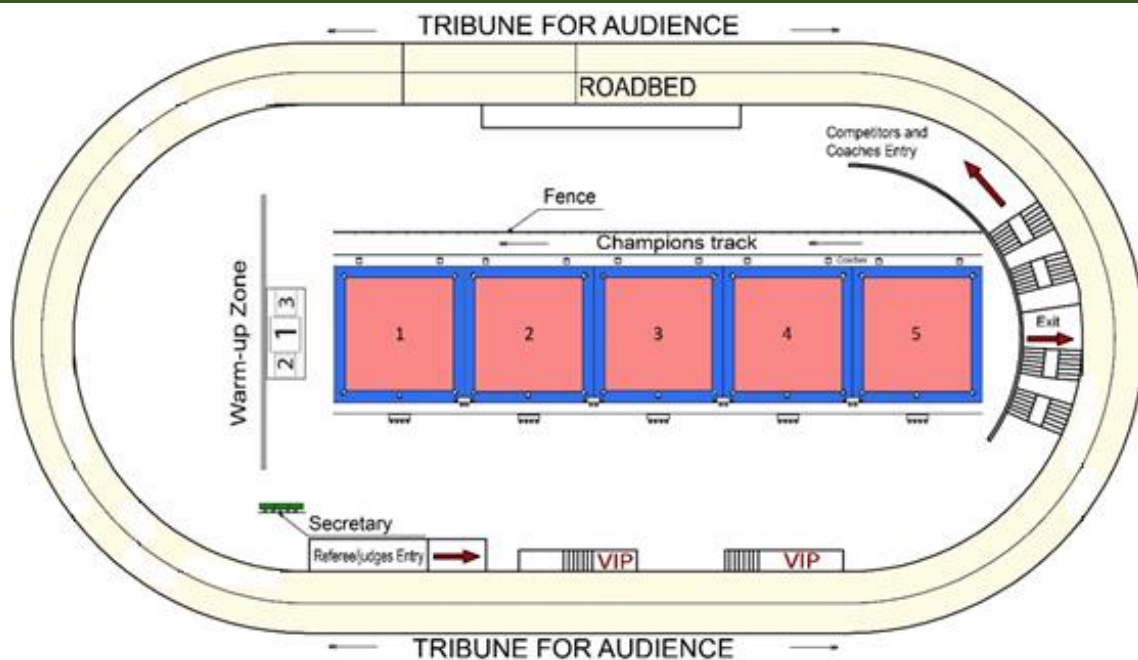 TRIBUNE FOR AUDIENCE
ROADBED
Competitors and
Coaches Entry
Fence
Champions track
Coaches
Warm-up Zone
3
1
2
1
2
3
4
5
Exit
Secretary
Referee/judges Entry
VIP
VIP
TRIBUNE FOR AUDIENCE